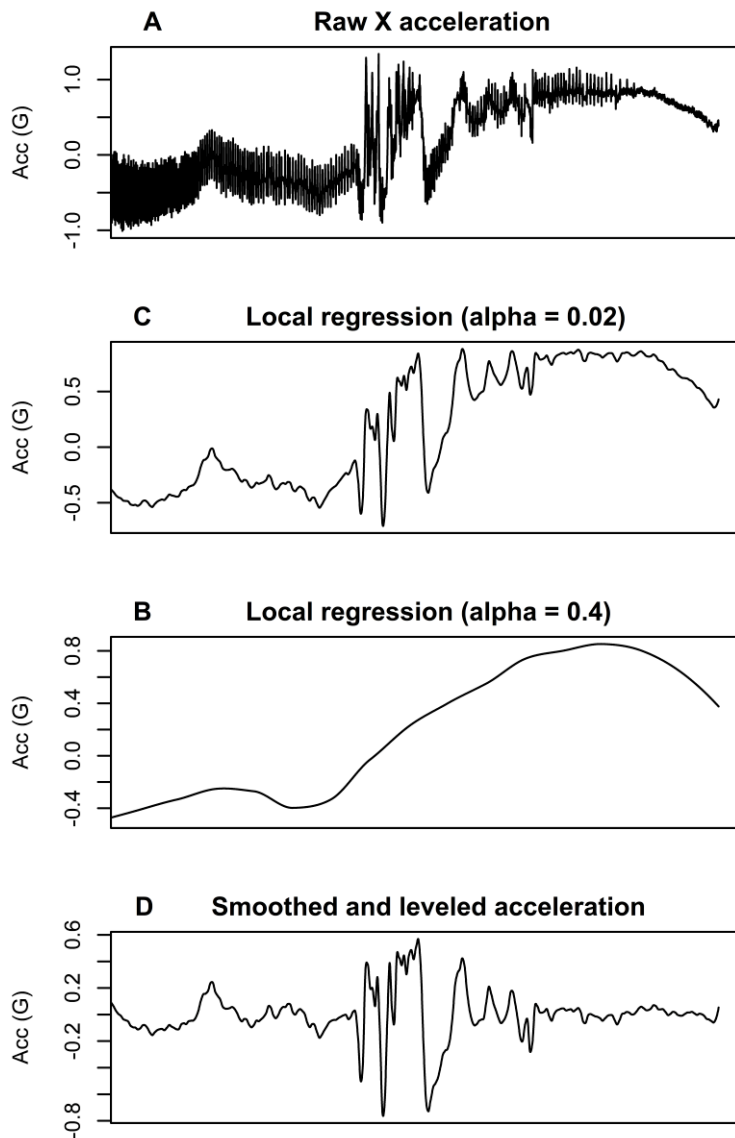 A Raw X acceleration
Acc (G)
1.0
0.0
-1.0
C Local regression (alpha = 0.02)
Acc (G)
0.5
0.0
-0.5
B Local regression (alpha = 0.4)
Acc (G)
0.8
0.4
0.0
-0.4
D Smoothed and leveled acceleration
Acc (G)
0.6
0.2
-0.2
-0.8